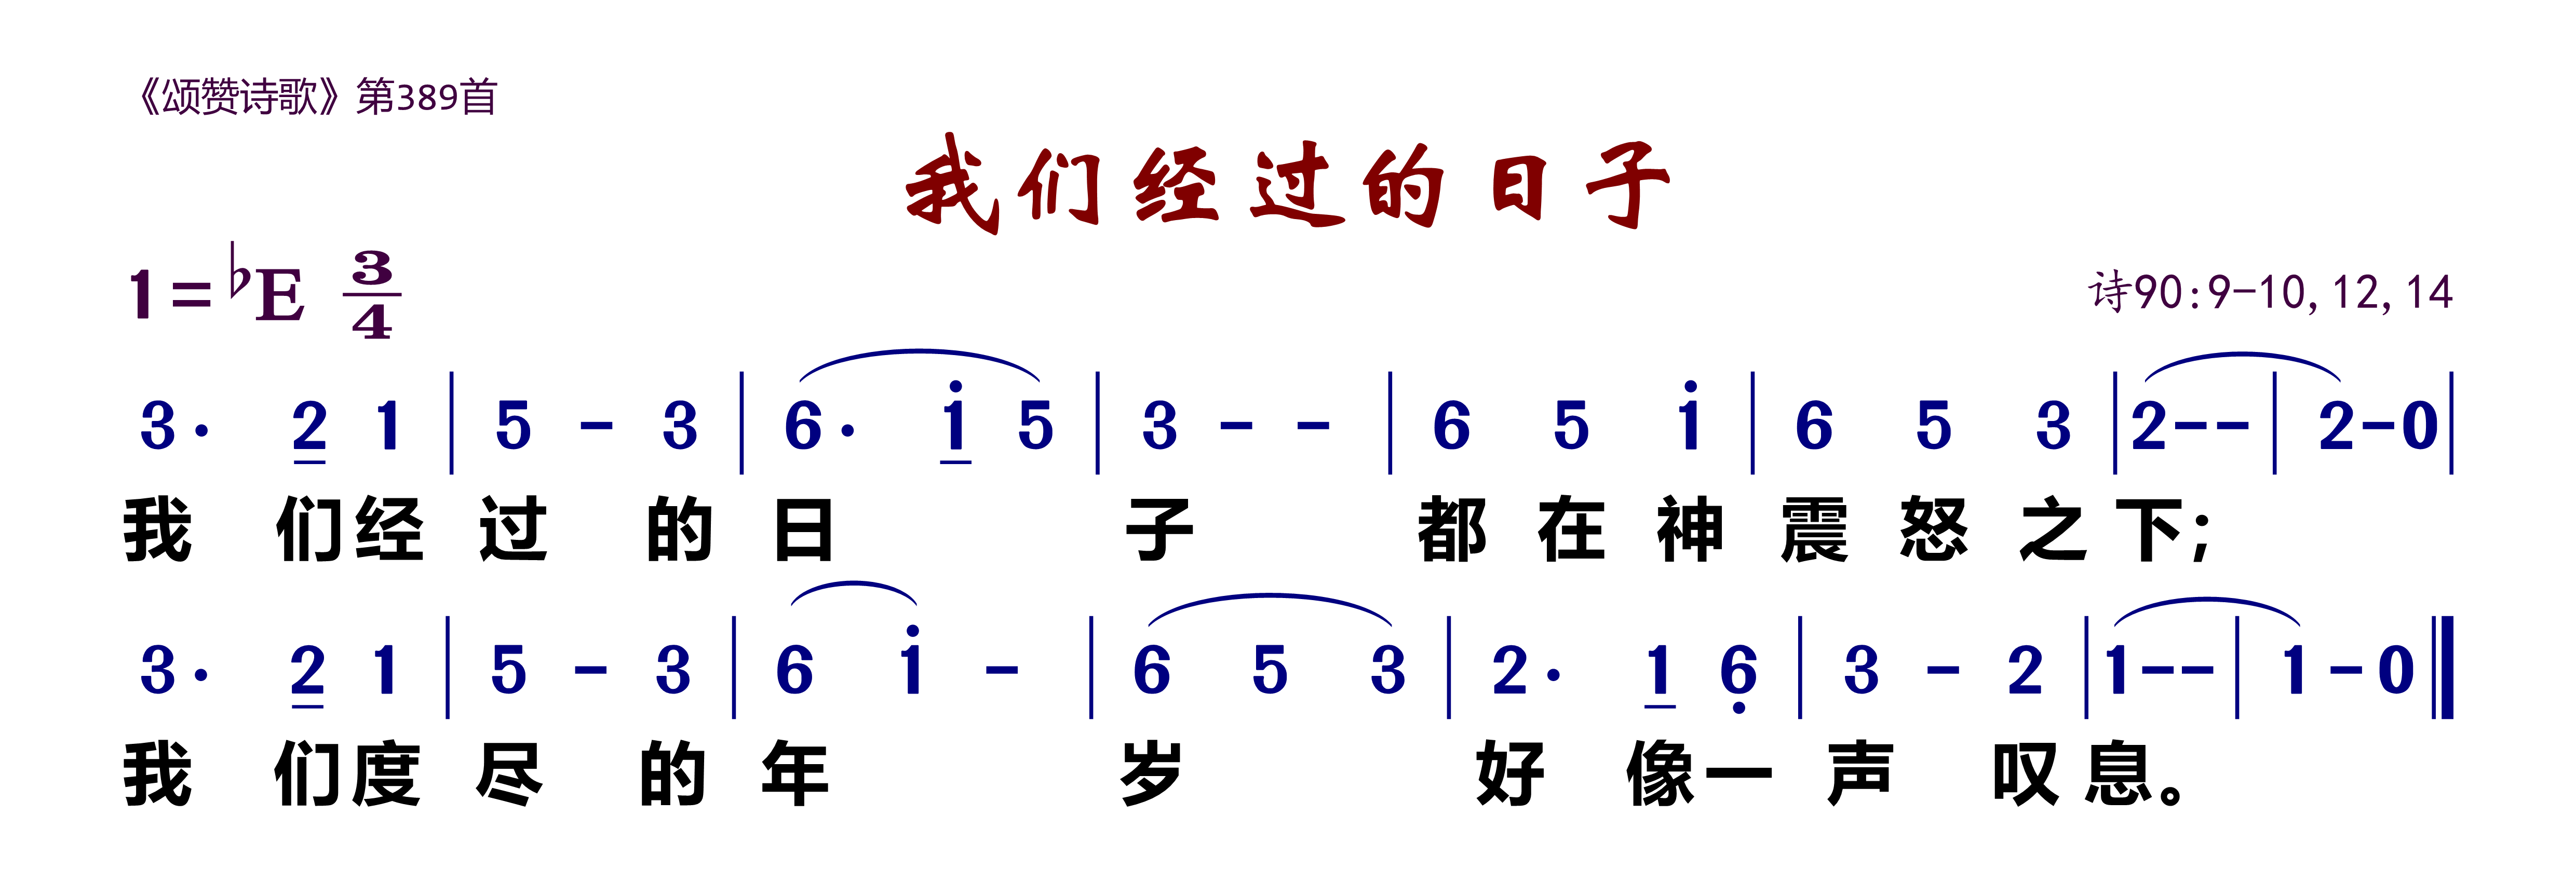 《颂赞诗歌》第389首
我们经过的日子
1=♭E 3/4
诗90:9-10,12,14
3· 2 1 | 5 - 3 | 6· i 5 | 3 - - | 6 5 i | 6 5 3 | 2-- | 2-0 |
我们经过的日子都在神震怒之下；
3· 2 1 | 5 - 3 | 6 i - | 6 5 3 | 2· 1 6̣ | 3 - 2 | 1-- | 1-0 ‖
我们度尽的年岁好像一声叹息。